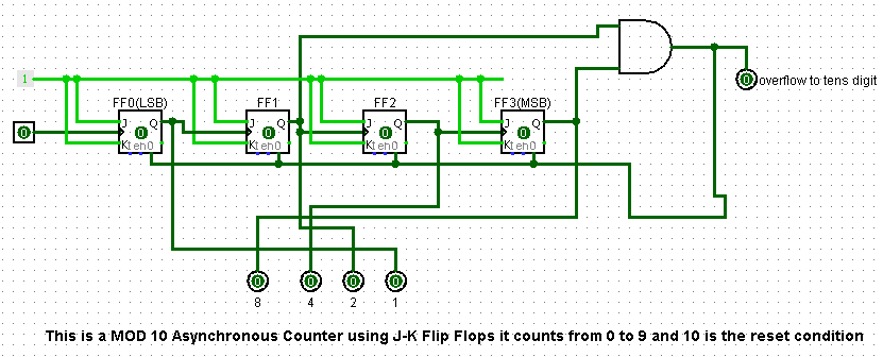 1
overflow to tens digit
0
FF0(LSB)
FF1
FF2
FF3(MSB)
0
J Q
0
K en 0
J Q
0
K en 0
J Q
0
K en 0
J Q
0
K en 0
0 0 0 0
8 4 2 1
This is a MOD 10 Asynchronous Counter using J-K Flip Flops it counts from 0 to 9 and 10 is the reset condition